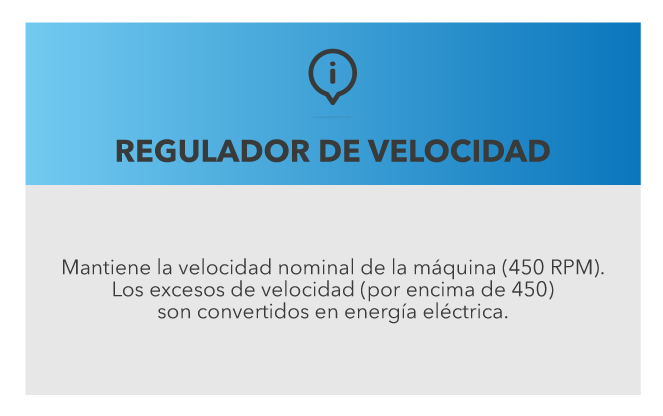 REGULADOR DE VELOCIDAD
Mantiene la velocidad nominal de la máquina (450 RPM).
Los excesos de velocidad (por encima de 450)
son convertidos en energía eléctrica.